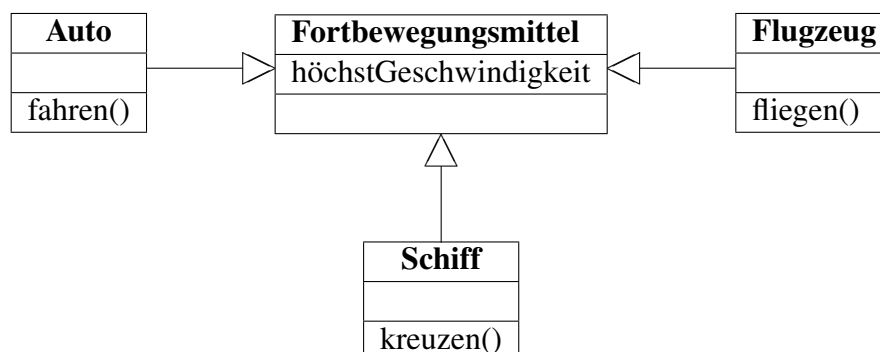 Auto
fahren()
Fortbewegungsmittel
höchstGeschwindigkeit
Flugzeug
fliegen()
Schiff
kreuzen()